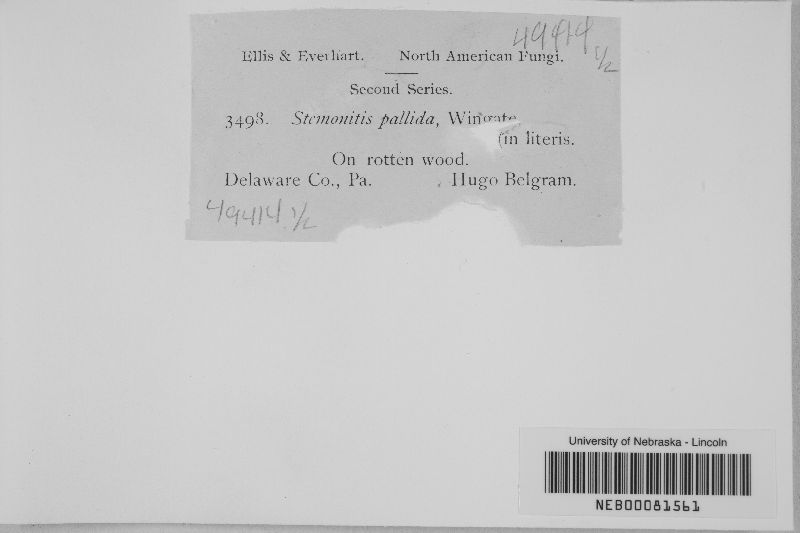 49414 1/2
Ellis & Everhart. North American Fungi.
Second Series.
3498. Stemonitis pallida, Wingate
(in literis.
On rotten wood.
Delaware Co., Pa. Hugo Belgram.
49414 1/2
University of Nebraska - Lincoln
NEB00081561